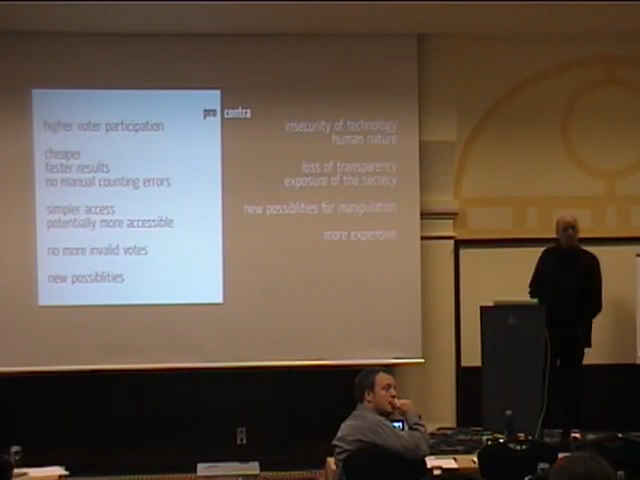 pro contra
higher voter participation
cheaper
faster results
no manual counting errors
simpler access
potentially more accessible
no more invalid votes
new possiblities
insecurity of technology
human nature
loss of transparency
exposure of the secrecy
new possiblities for manipulation
more expensive